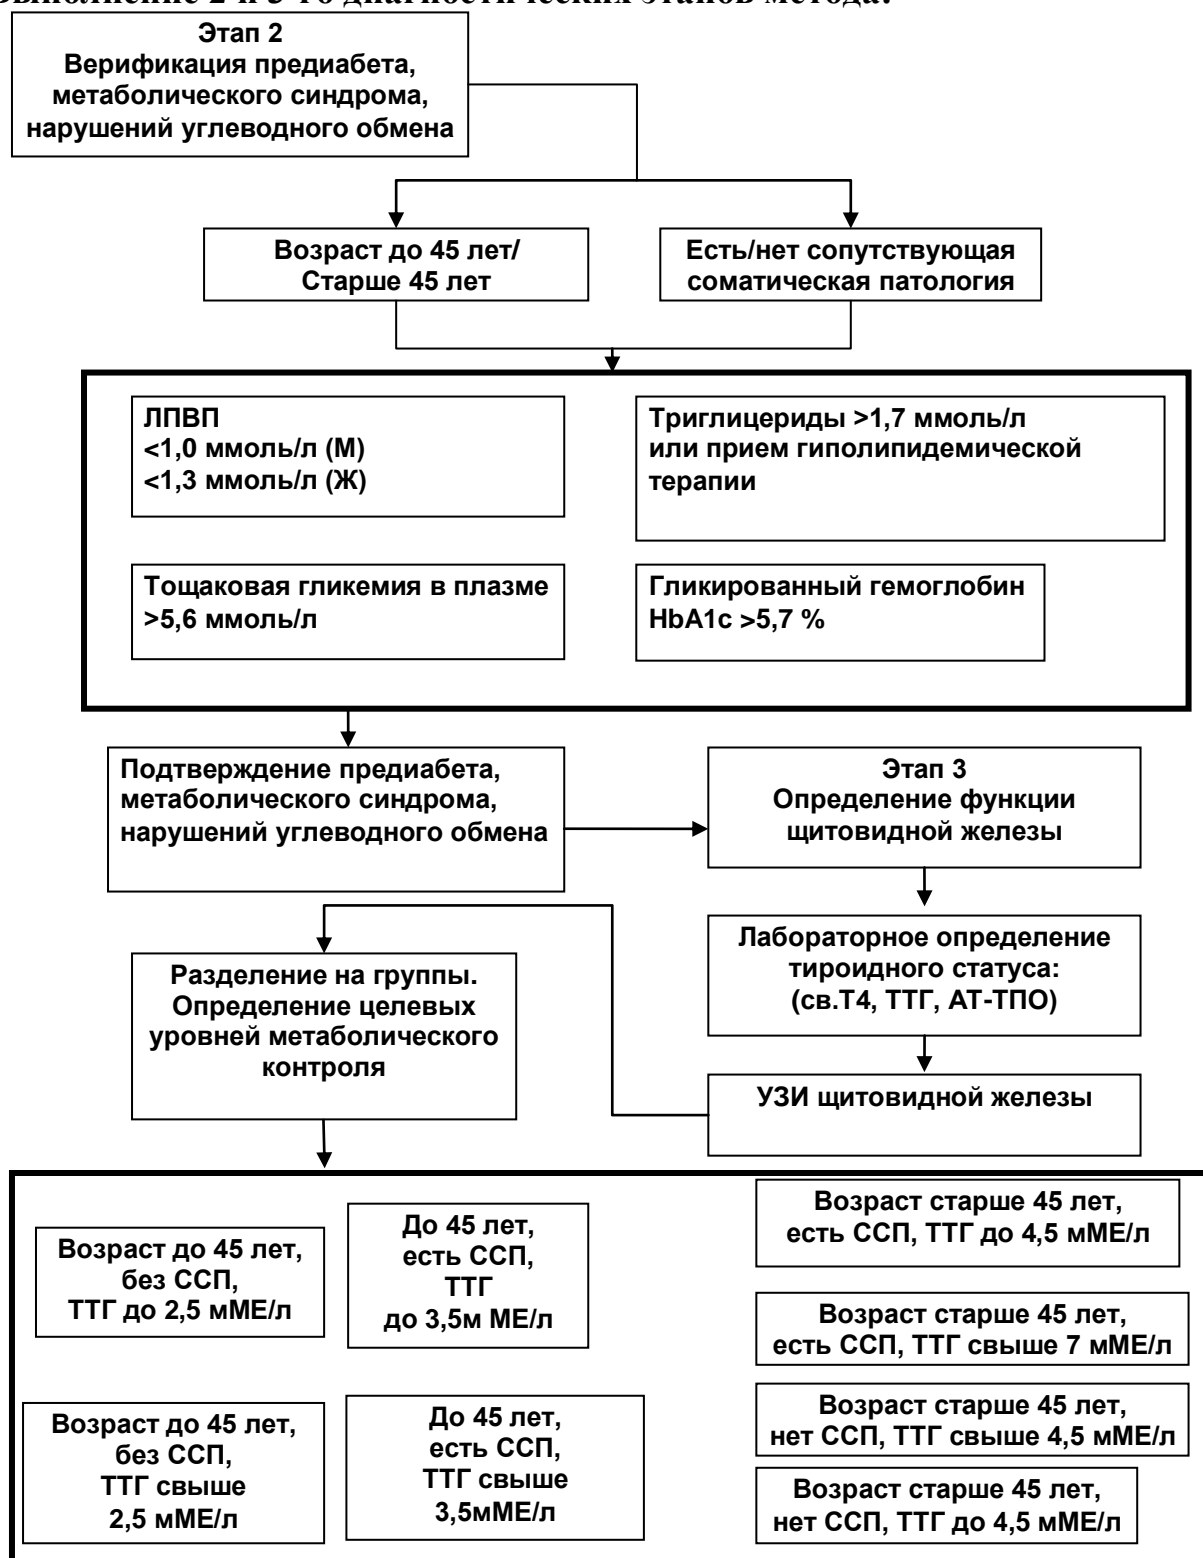 Выполнение 2 и 3-го диагностических этапов метода:
Этап 2
Верификация предиабета,
метаболического синдрома,
нарушений углеводного обмена
Возраст до 45 лет/
Старше 45 лет
Есть/нет сопутствующая
соматическая патология
ЛПВП
<1,0 ммоль/л (М)
<1,3 ммоль/л (Ж)
Триглицериды >1,7 ммоль/л
или прием гиполипидемической
терапии
Тощаковая гликемия в плазме
>5,6 ммоль/л
Гликированный гемоглобин
HbA1c >5,7 %
Подтверждение предиабета,
метаболического синдрома,
нарушений углеводного обмена
Этап 3
Определение функции
щитовидной железы
Лабораторное определение
тироидного статуса:
(св.Т4, ТТГ, АТ-ТПО)
УЗИ щитовидной железы
Разделение на группы.
Определение целевых
уровней метаболического
контроля
Возраст до 45 лет,
без ССП,
ТТГ до 2,5 мМЕ/л
До 45 лет,
есть ССП,
ТТГ
до 3,5м МЕ/л
Возраст старше 45 лет,
есть ССП, ТТГ до 4,5 мМЕ/л
Возраст старше 45 лет,
есть ССП, ТТГ свыше 7 мМЕ/л
Возраст до 45 лет,
без ССП,
ТТГ свыше
2,5 мМЕ/л
До 45 лет,
есть ССП,
ТТГ свыше
3,5мМЕ/л
Возраст старше 45 лет,
нет ССП, ТТГ свыше 4,5 мМЕ/л
Возраст старше 45 лет,
нет ССП, ТТГ до 4,5 мМЕ/л